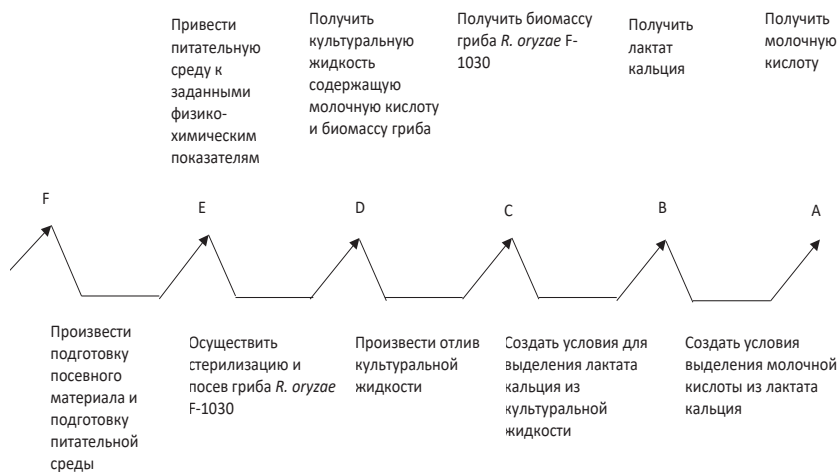 Привести
питательную
среду к
заданными
физико-
химическим
показателям
Получить
культуральную
жидкость
содержащую
молочную кислоту
и биомассу гриба
Получить биомассу
гриба R. oryzae F-
1030
Получить
лактат
кальция
Получить
молочную
кислоту
F
E
D
C
B
A
Произвести
подготовку
посевного
материала и
подготовку
питательной
среды
Осуществить
стерилизацию и
посев гриба R. oryzae
F-1030
Произвести отлив
культуральной
жидкости
Создать условия для
выделения лактата
кальция из
культуральной
жидкости
Создать условия
выделения молочной
кислоты из лактата
кальция